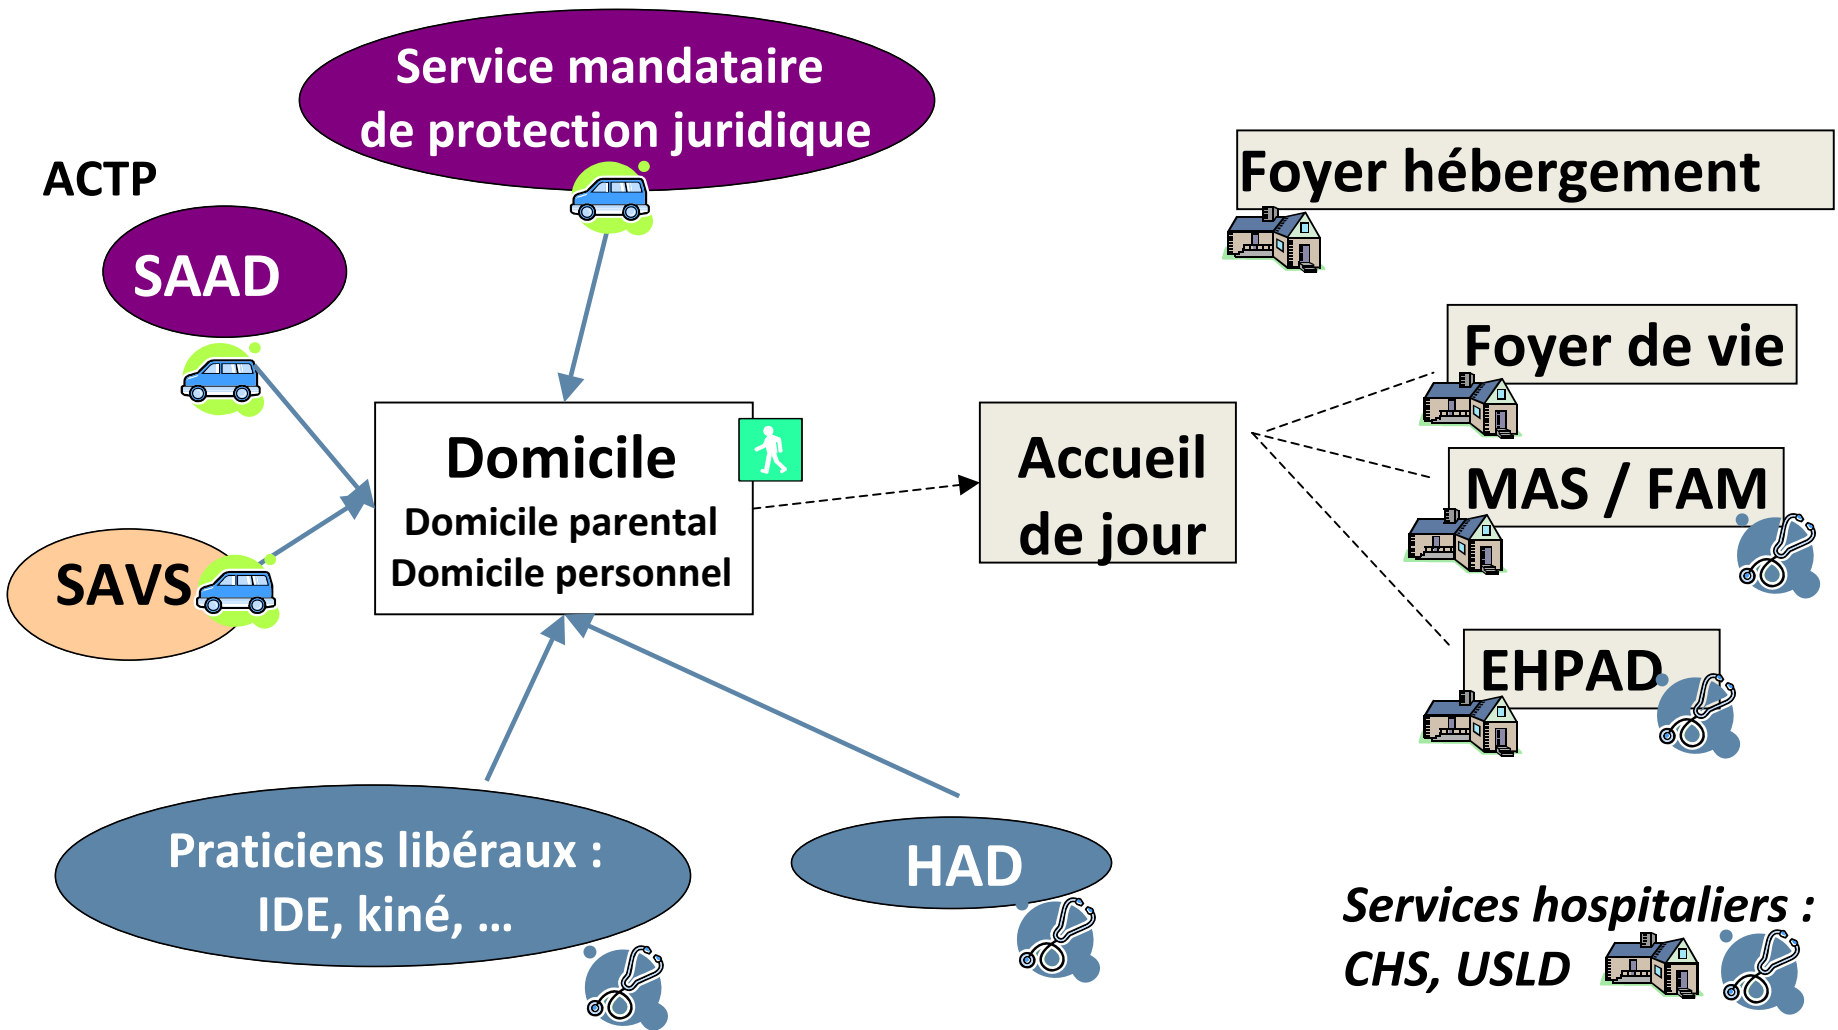 Service mandataire
de protection juridique
ACTP
SAAD
Foyer hébergement
Foyer de vie
Domicile
Domicile parental
Domicile personnel
Accueil
de jour
MAS / FAM
SAVS
EHPAD
Praticiens libéraux :
IDE, kiné, ...
HAD
Services hospitaliers :
CHS, USLD